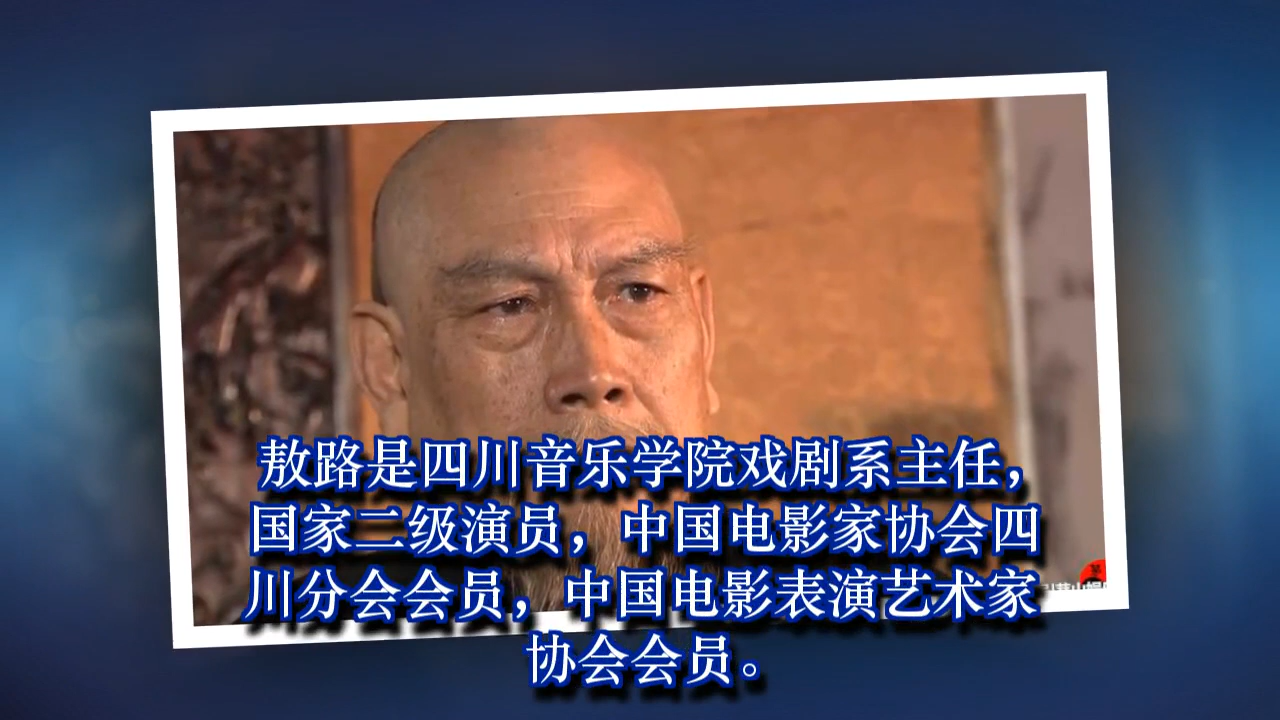 敖路是四川音乐学院戏剧系主任，
国家二级演员，中国电影家协会四
川分会会员，中国电影表演艺术家
协会会员。